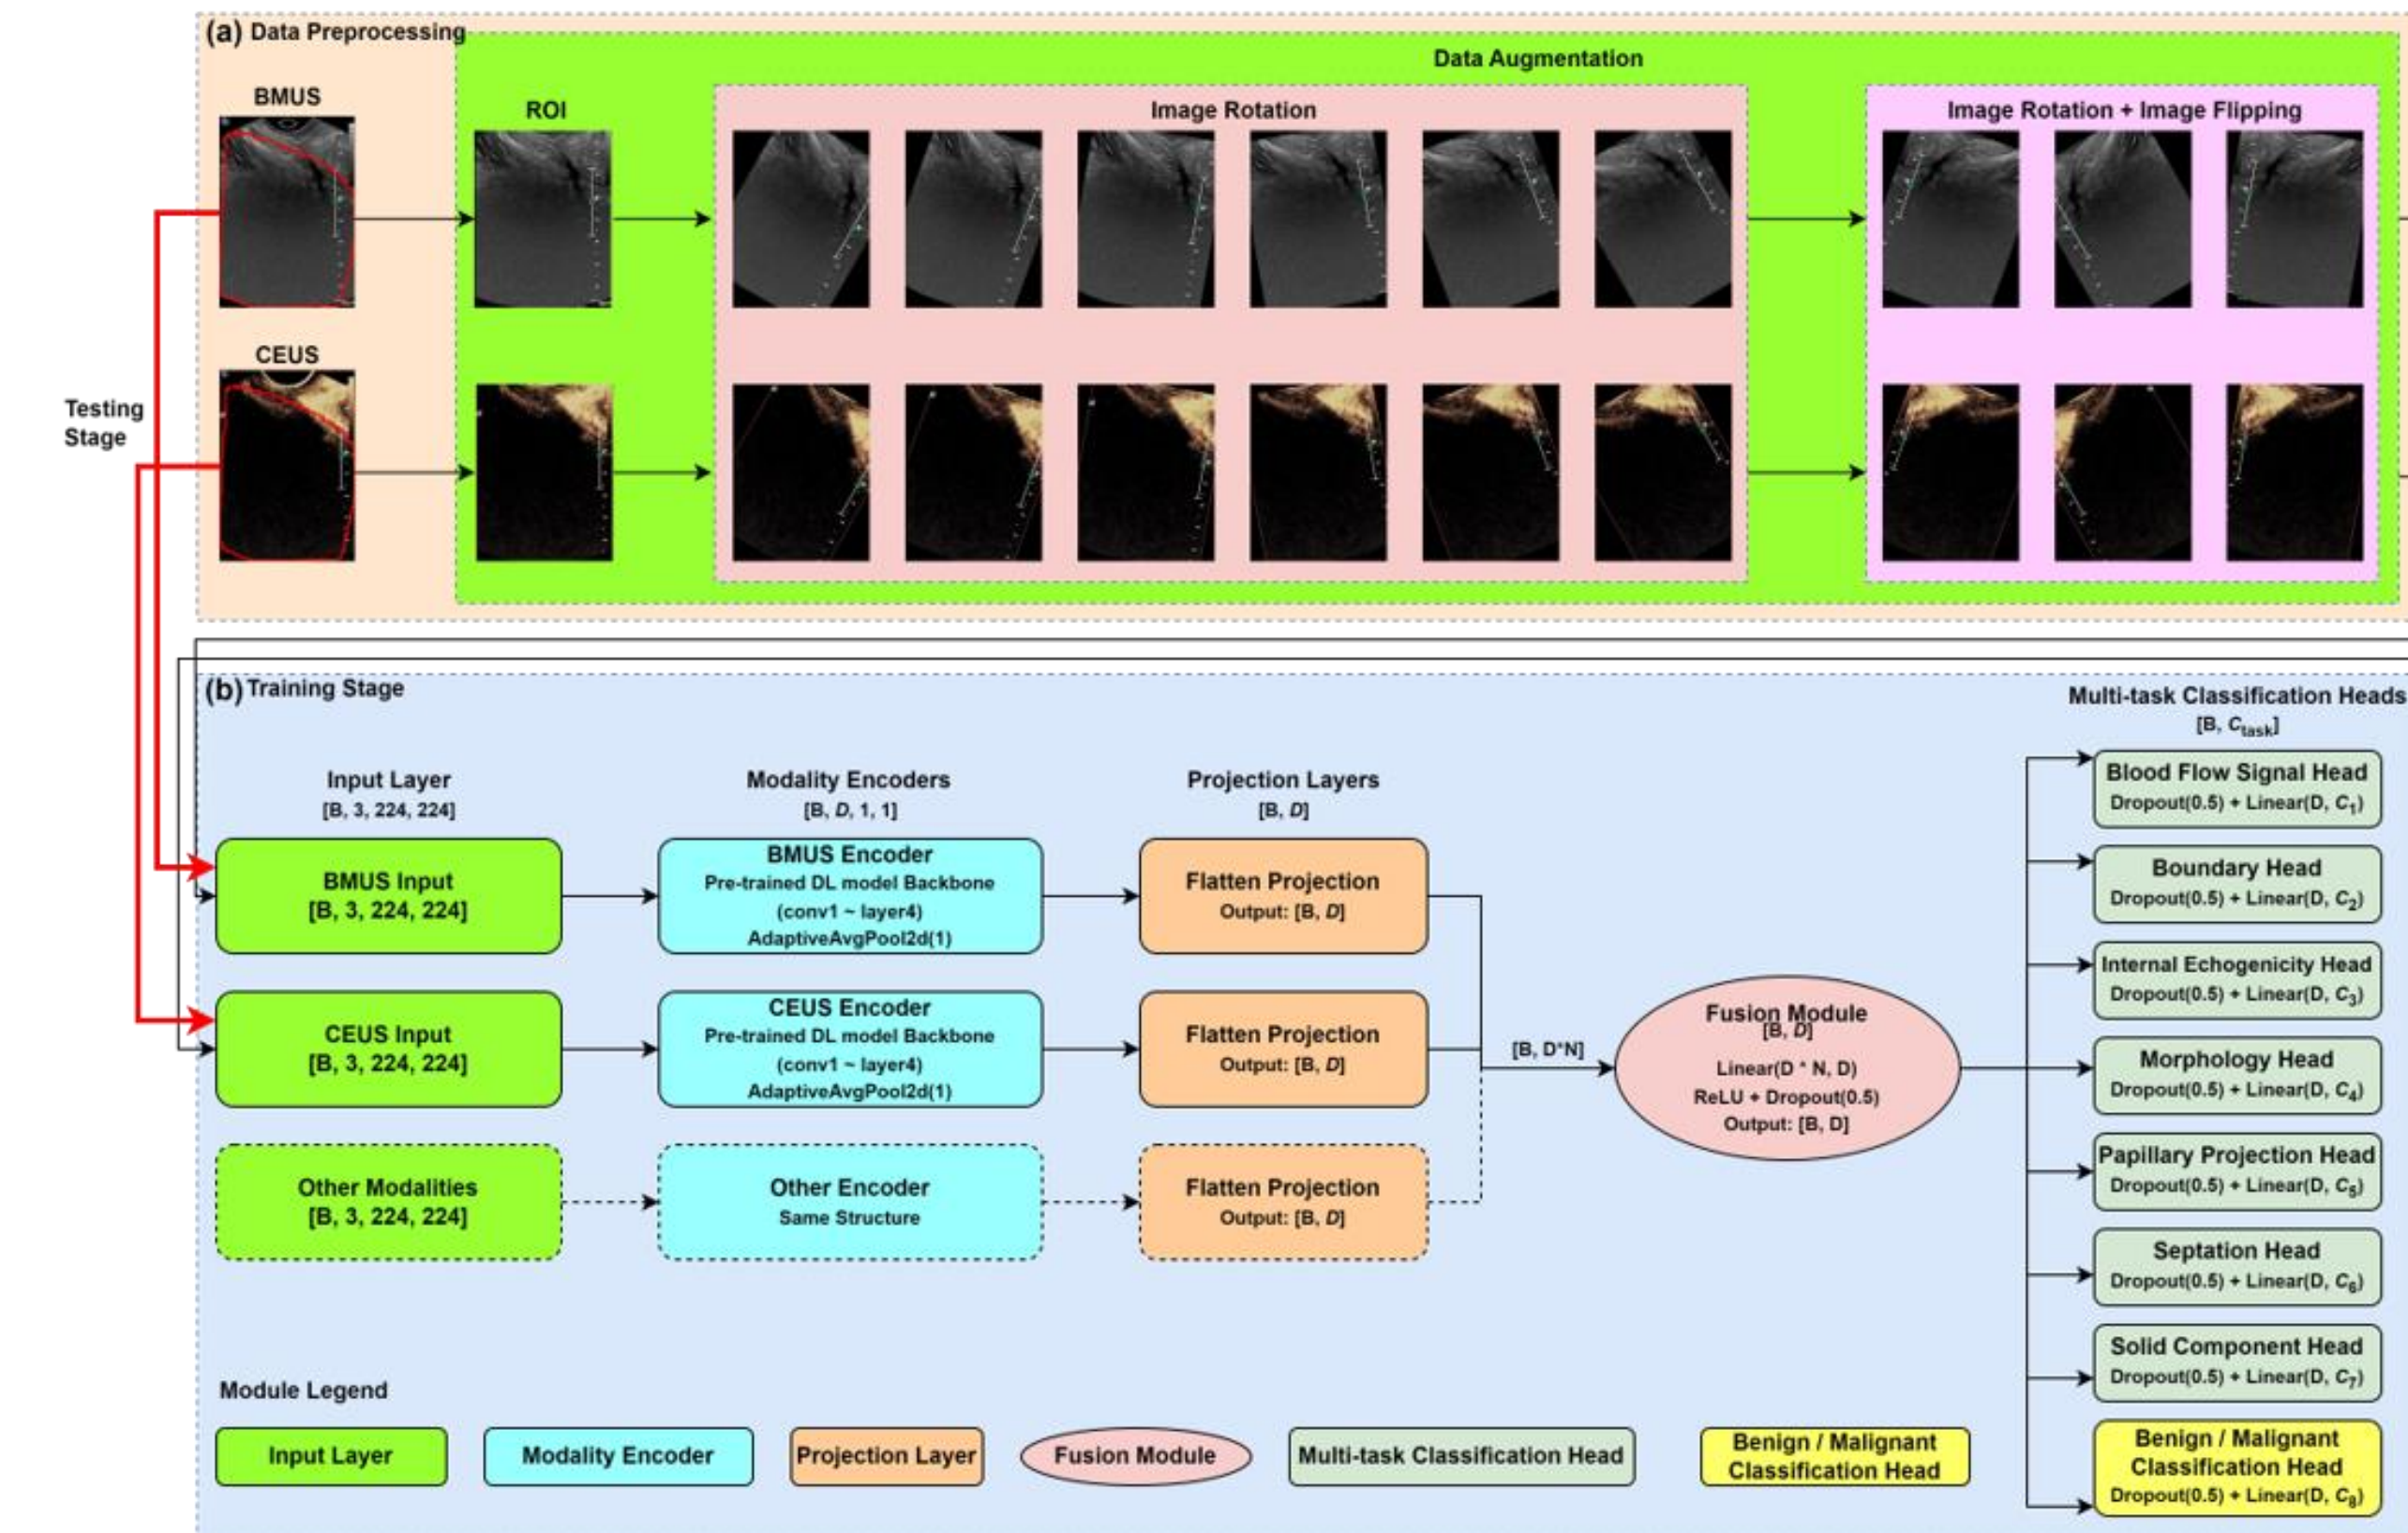 (a) Data Preprocessing
Data Augmentation
BMUS
ROI
Image Rotation
Image Rotation + Image Flipping
CEUS
Testing
Stage
(b) Training Stage
Multi-task Classification Heads
[B, C_task]
Input Layer
[B, 3, 224, 224]
Modality Encoders
[B, D, 1, 1]
Projection Layers
[B, D]
BMUS Input
[B, 3, 224, 224]
BMUS Encoder
Pre-trained DL model Backbone
(conv1 ~ layer4)
AdaptiveAvgPool2d(1)
Flatten Projection
Output: [B, D]
CEUS Input
[B, 3, 224, 224]
CEUS Encoder
Pre-trained DL model Backbone
(conv1 ~ layer4)
AdaptiveAvgPool2d(1)
Flatten Projection
Output: [B, D]
Other Modalities
[B, 3, 224, 224]
Other Encoder
Same Structure
Flatten Projection
Output: [B, D]
[B, D*N]
Fusion Module
[B, D]
Linear(D * N, D)
ReLU + Dropout(0.5)
Output: [B, D]
Blood Flow Signal Head
Dropout(0.5) + Linear(D, C1)
Boundary Head
Dropout(0.5) + Linear(D, C2)
Internal Echogenicity Head
Dropout(0.5) + Linear(D, C3)
Morphology Head
Dropout(0.5) + Linear(D, C4)
Papillary Projection Head
Dropout(0.5) + Linear(D, C5)
Septation Head
Dropout(0.5) + Linear(D, C6)
Solid Component Head
Dropout(0.5) + Linear(D, C7)
Benign / Malignant
Classification Head
Dropout(0.5) + Linear(D, C8)
Module Legend
Input Layer
Modality Encoder
Projection Layer
Fusion Module
Multi-task Classification Head
Benign / Malignant
Classification Head